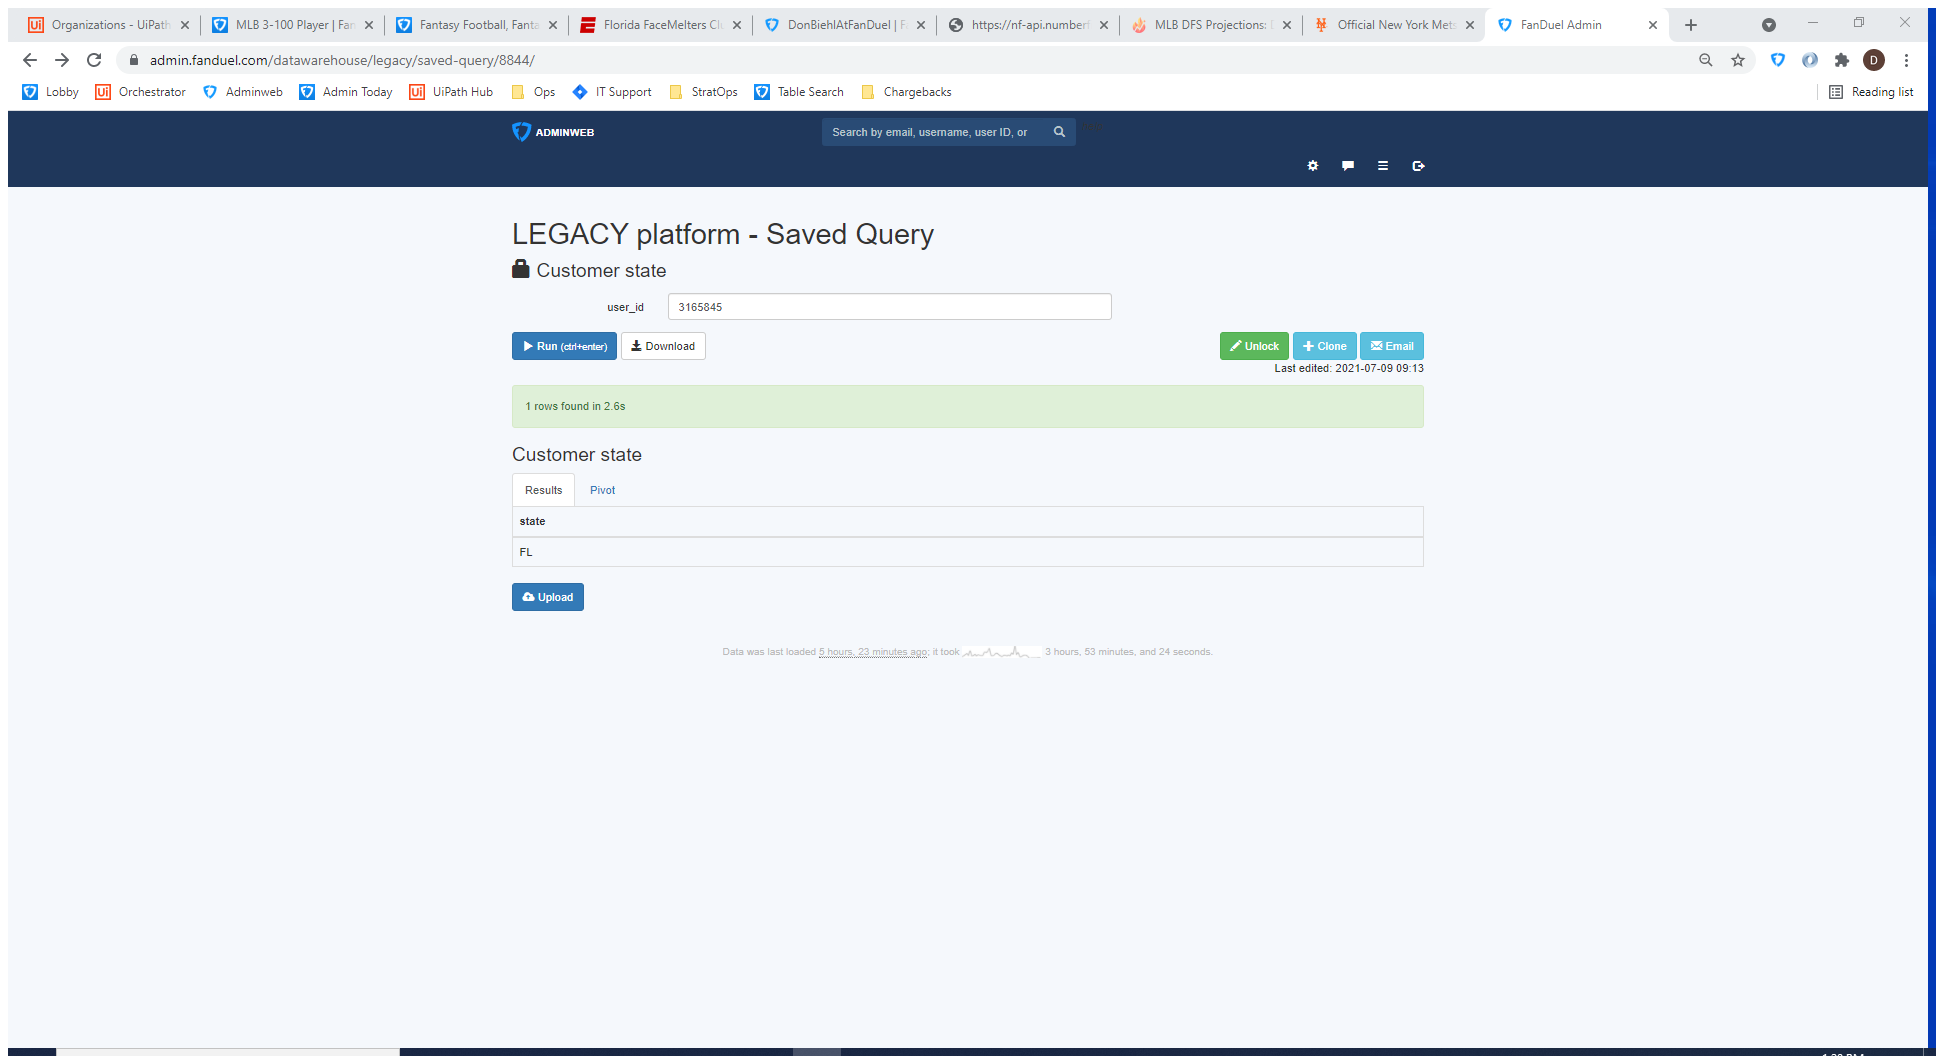 Organizations - UiPath
MLB 3-100 Player | Fan
Fantasy Football, Fanta
Florida FaceMelters Clu
DonBiehlAtFanDuel | F
https://nf-api.numberf
MLB DFS Projections:
Official New York Mets
FanDuel Admin
admin.fanduel.com/datawarehouse/legacy/saved-query/8844/
D
Lobby
Orchestrator
Adminweb
Admin Today
UiPath Hub
Ops
IT Support
StratOps
Table Search
Chargebacks
Reading list
ADMINWEB
Search by email, username, user ID, or
LEGACY platform - Saved Query
Customer state
user_id
3165845
Run (ctrl+enter)
Download
Unlock
Clone
Email
Last edited: 2021-07-09 09:13
1 rows found in 2.6s
Customer state
Results
Pivot
state
FL
Upload
Data was last loaded 5 hours, 23 minutes ago; it took 3 hours, 53 minutes, and 24 seconds.